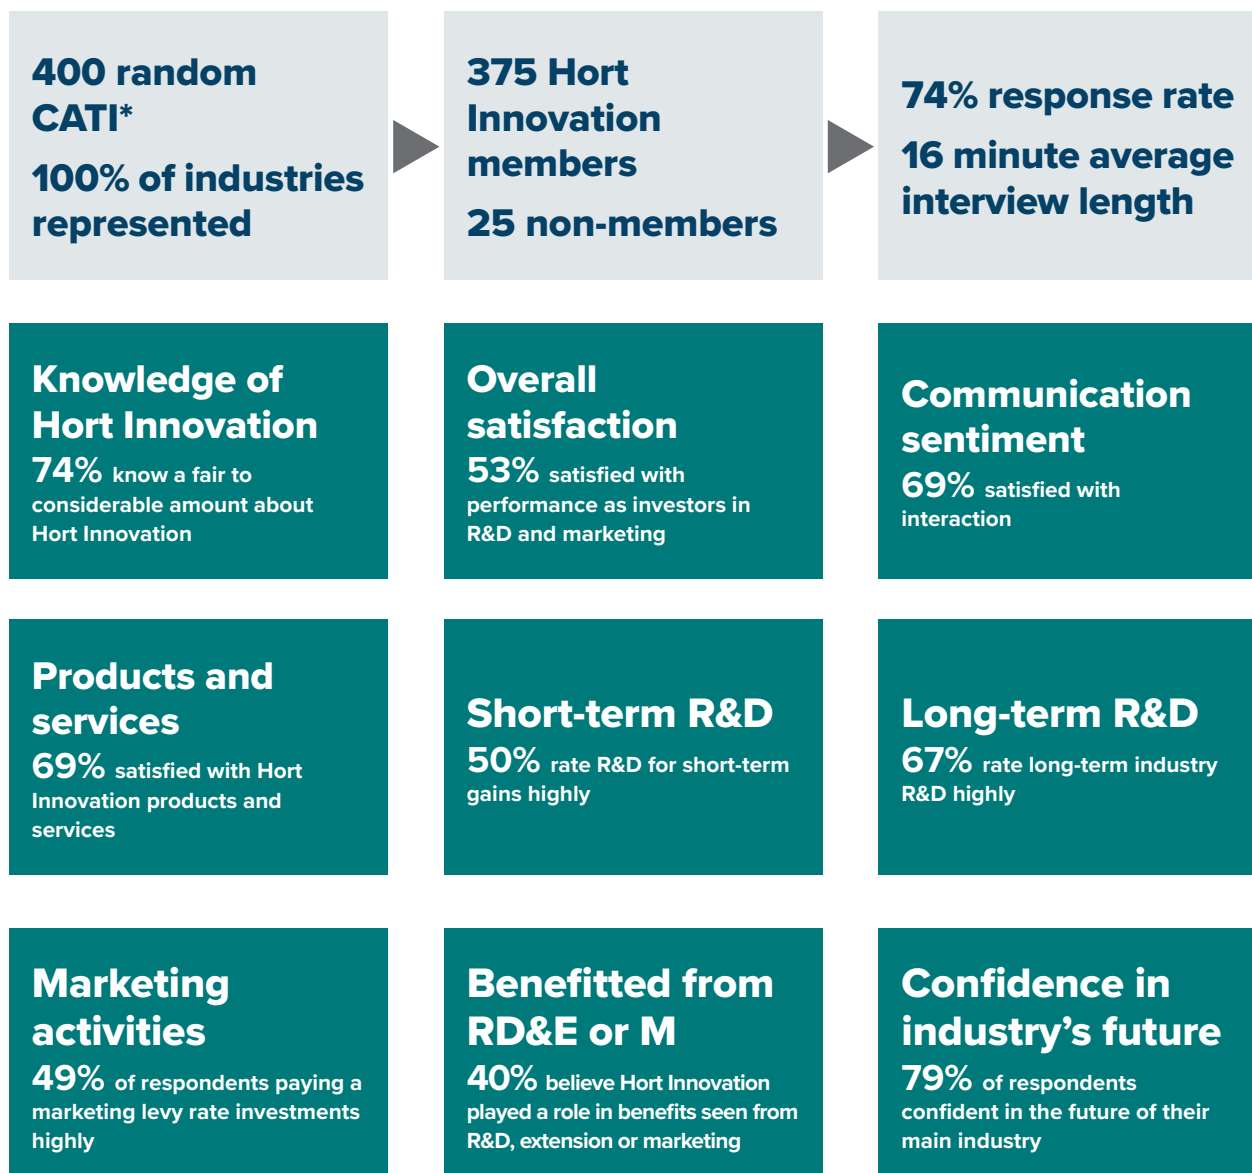 400 random
CATI*
100% of industries
represented
375 Hort
Innovation
members
25 non-members
74% response rate
16 minute average
interview length
Knowledge of
Hort Innovation
74% know a fair to
considerable amount about
Hort Innovation
Overall
satisfaction
53% satisfied with
performance as investors in
R&D and marketing
Communication
sentiment
69% satisfied with
interaction
Products and
services
69% satisfied with Hort
Innovation products and
services
Short-term R&D
50% rate R&D for short-term
gains highly
Long-term R&D
67% rate long-term industry
R&D highly
Marketing
activities
49% of respondents paying a
marketing levy rate investments
highly
Benefitted from
RD&E or M
40% believe Hort Innovation
played a role in benefits seen from
R&D, extension or marketing
Confidence in
industry's future
79% of respondents
confident in the future of their
main industry